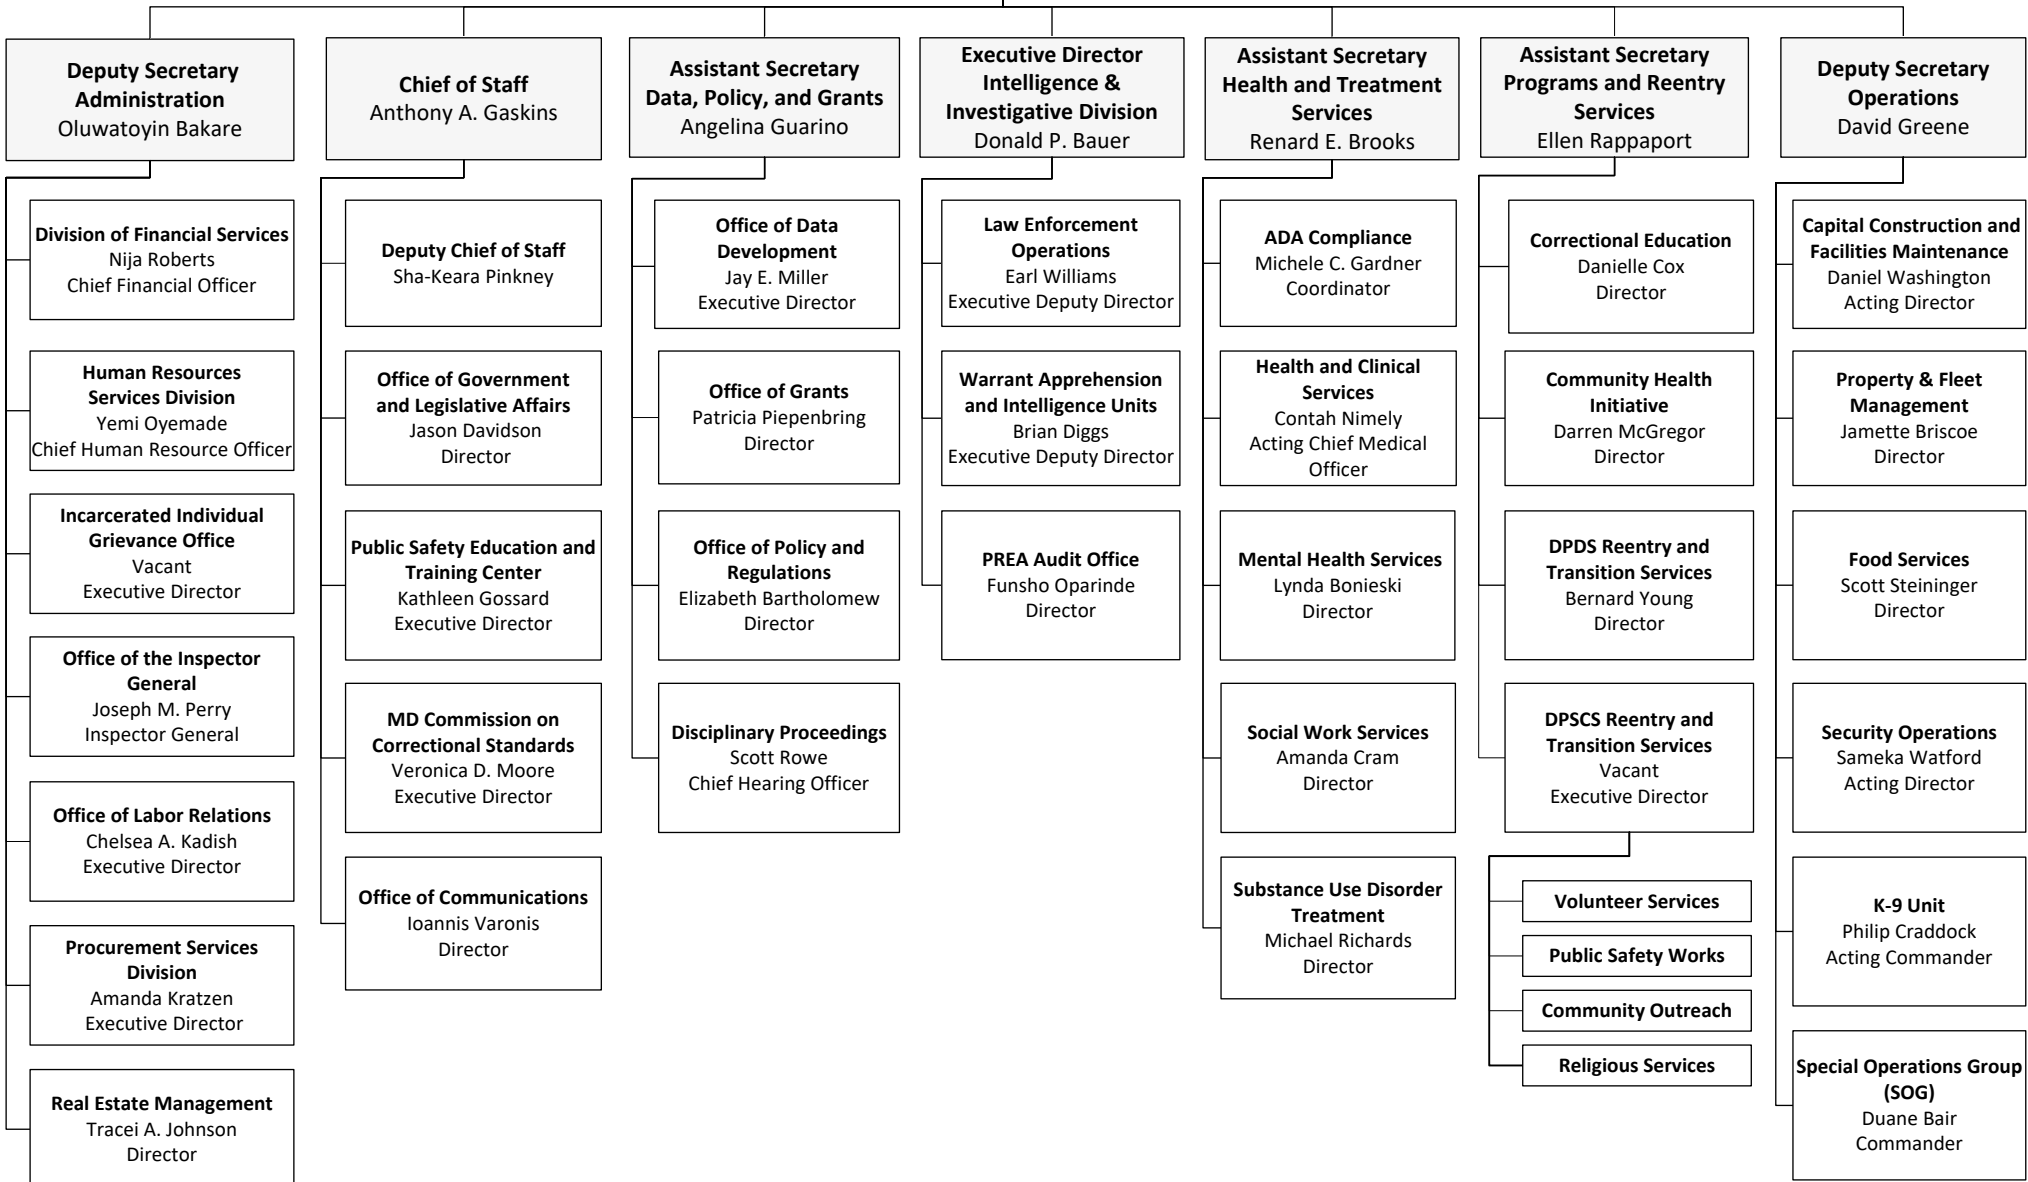 Deputy Secretary
Administration
Oluwatoyin Bakare
Division of Financial Services
Nija Roberts
Chief Financial Officer
Human Resources
Services Division
Yemi Oyemade
Chief Human Resource Officer
Incarcerated Individual
Grievance Office
Vacant
Executive Director
Office of the Inspector
General
Joseph M. Perry
Inspector General
Office of Labor Relations
Chelsea A. Kadish
Executive Director
Procurement Services
Division
Amanda Kratzen
Executive Director
Real Estate Management
Tracei A. Johnson
Director
Chief of Staff
Anthony A. Gaskins
Deputy Chief of Staff
Sha-Keara Pinkney
Office of Government
and Legislative Affairs
Jason Davidson
Director
Public Safety Education and
Training Center
Kathleen Gossard
Executive Director
MD Commission on
Correctional Standards
Veronica D. Moore
Executive Director
Office of Communications
Ioannis Varonis
Director
Assistant Secretary
Data, Policy, and Grants
Angelina Guarino
Office of Data
Development
Jay E. Miller
Executive Director
Office of Grants
Patricia Piepenbring
Director
Office of Policy and
Regulations
Elizabeth Bartholomew
Director
Disciplinary Proceedings
Scott Rowe
Chief Hearing Officer
Executive Director
Intelligence &
Investigative Division
Donald P. Bauer
Law Enforcement
Operations
Earl Williams
Executive Deputy Director
Warrant Apprehension
and Intelligence Units
Brian Diggs
Executive Deputy Director
PREA Audit Office
Funsho Oparinde
Director
Assistant Secretary
Health and Treatment
Services
Renard E. Brooks
ADA Compliance
Michele C. Gardner
Coordinator
Health and Clinical
Services
Contah Nimely
Acting Chief Medical
Officer
Mental Health Services
Lynda Bonieski
Director
Social Work Services
Amanda Cram
Director
Substance Use Disorder
Treatment
Michael Richards
Director
Assistant Secretary
Programs and Reentry
Services
Ellen Rappaport
Correctional Education
Danielle Cox
Director
Community Health
Initiative
Darren McGregor
Director
DPDS Reentry and
Transition Services
Bernard Young
Director
DPSCS Reentry and
Transition Services
Vacant
Executive Director
Volunteer Services
Public Safety Works
Community Outreach
Religious Services
Deputy Secretary
Operations
David Greene
Capital Construction and
Facilities Maintenance
Daniel Washington
Acting Director
Property & Fleet
Management
Jamette Briscoe
Director
Food Services
Scott Steininger
Director
Security Operations
Sameka Watford
Acting Director
K-9 Unit
Philip Craddock
Acting Commander
Special Operations Group
(SOG)
Duane Bair
Commander